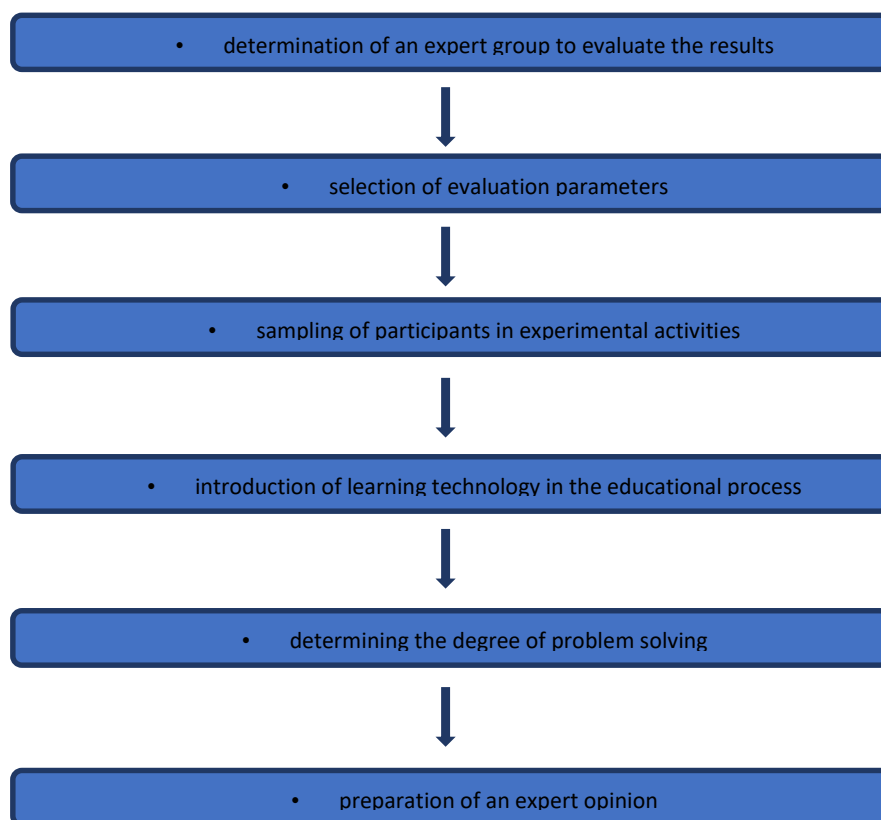 • determination of an expert group to evaluate the results
• selection of evaluation parameters
• sampling of participants in experimental activities
• introduction of learning technology in the educational process
• determining the degree of problem solving
• preparation of an expert opinion